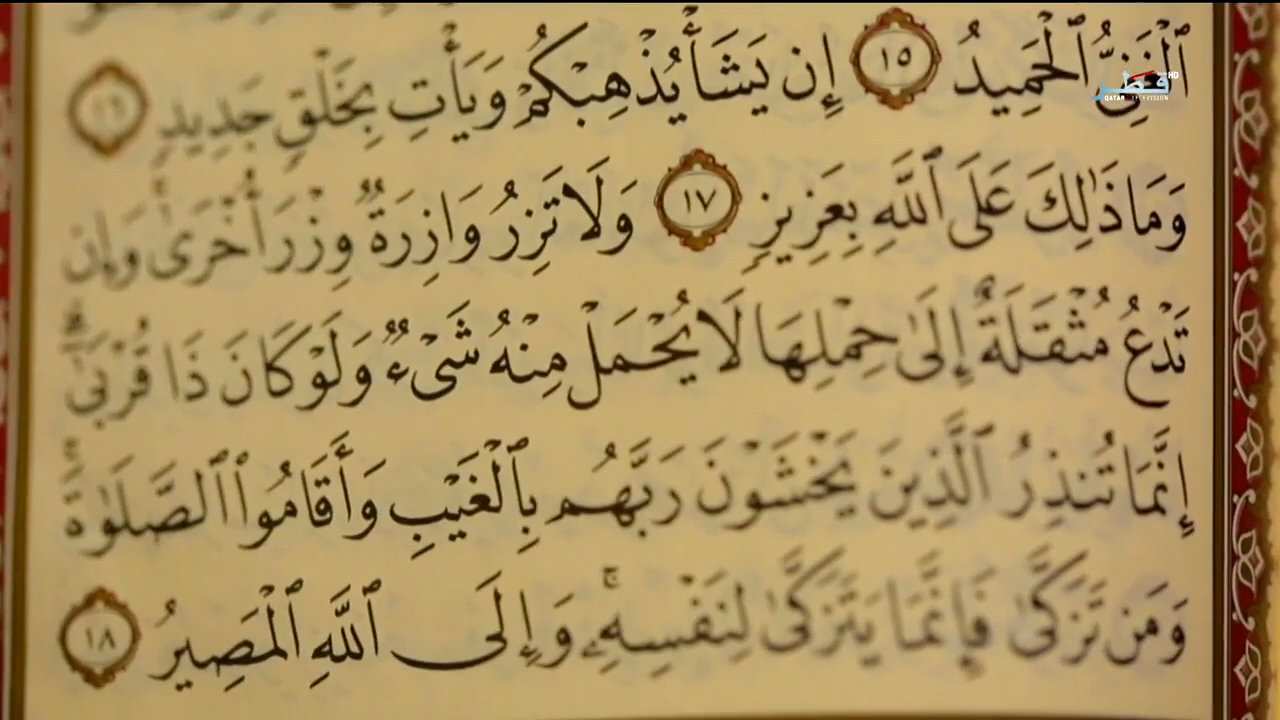 ٱلْغَنِىُّ ٱلْحَمِيدُ ١٥ إِن يَشَأْ يُذْهِبْكُمْ وَيَأْتِ بِخَلْقٍ جَدِيدٍ ١٦
وَمَا ذَٰلِكَ عَلَى ٱللَّهِ بِعَزِيزٍ ١٧ وَلَا تَزِرُ وَازِرَةٌ وِزْرَ أُخْرَىٰ ۚ وَإِن
تَدْعُ مُثْقَلَةٌ إِلَىٰ حِمْلِهَا لَا يُحْمَلْ مِنْهُ شَىْءٌ وَلَوْ كَانَ ذَا قُرْبَىٰٓ ۗ
إِنَّمَا تُنذِرُ ٱلَّذِينَ يَخْشَوْنَ رَبَّهُم بِٱلْغَيْبِ وَأَقَامُوا۟ ٱلصَّلَوٰةَ ۚ
وَمَن تَزَكَّىٰ فَإِنَّمَا يَتَزَكَّىٰ لِنَفْسِهِۦ ۚ وَإِلَى ٱللَّهِ ٱلْمَصِيرُ ١٨
قطر HD
QATAR TELEVISION